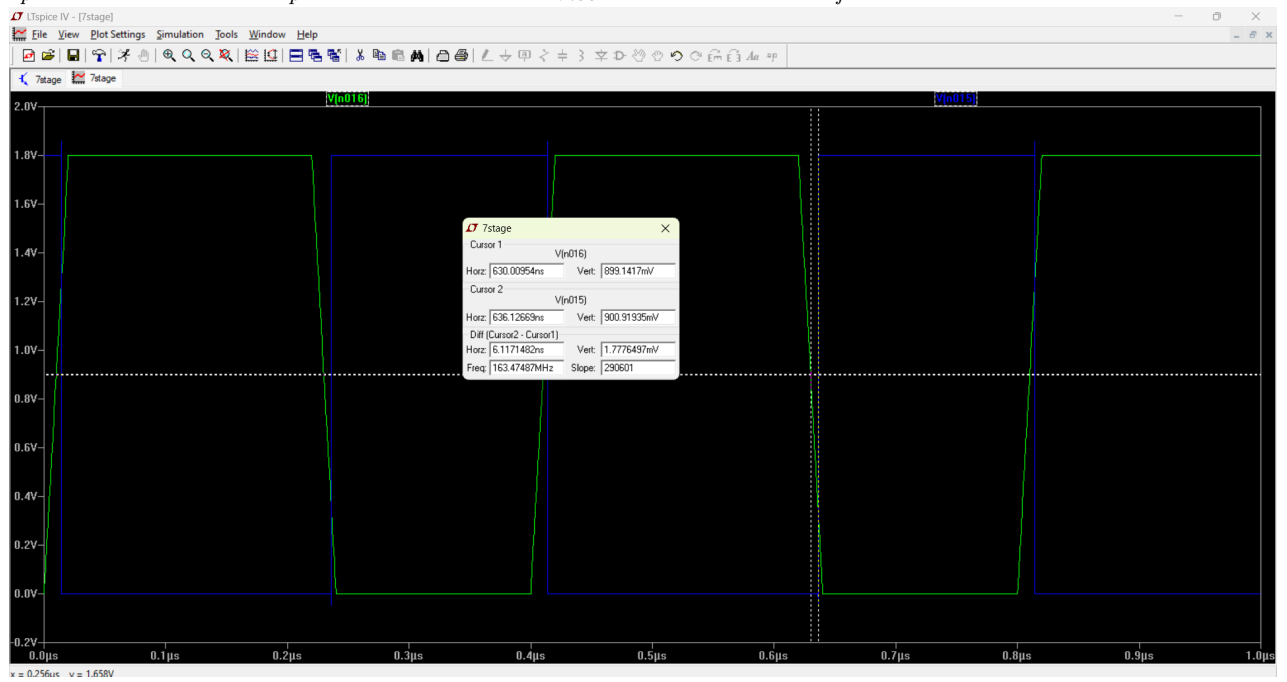 LTspice IV - [7stage]
File View Plot Settings Simulation Tools Window Help
7stage 7stage
V(n016) V(n015)
2.0V
1.8V
1.6V
1.4V
1.2V
1.0V
0.8V
0.6V
0.4V
0.2V
0.0V
-0.2V
0.0µs 0.1µs 0.2µs 0.3µs 0.4µs 0.5µs 0.6µs 0.7µs 0.8µs 0.9µs 1.0µs
7stage
Cursor 1
V(n016)
Horz: 630.00954ns Vert: 899.1417mV
Cursor 2
V(n015)
Horz: 636.12669ns Vert: 900.91935mV
Diff (Cursor2 - Cursor1)
Horz: 6.1171482ns Vert: 1.7776497mV
Freq: 163.47487MHz Slope: 290601
x = 0.256µs y = 1.658V